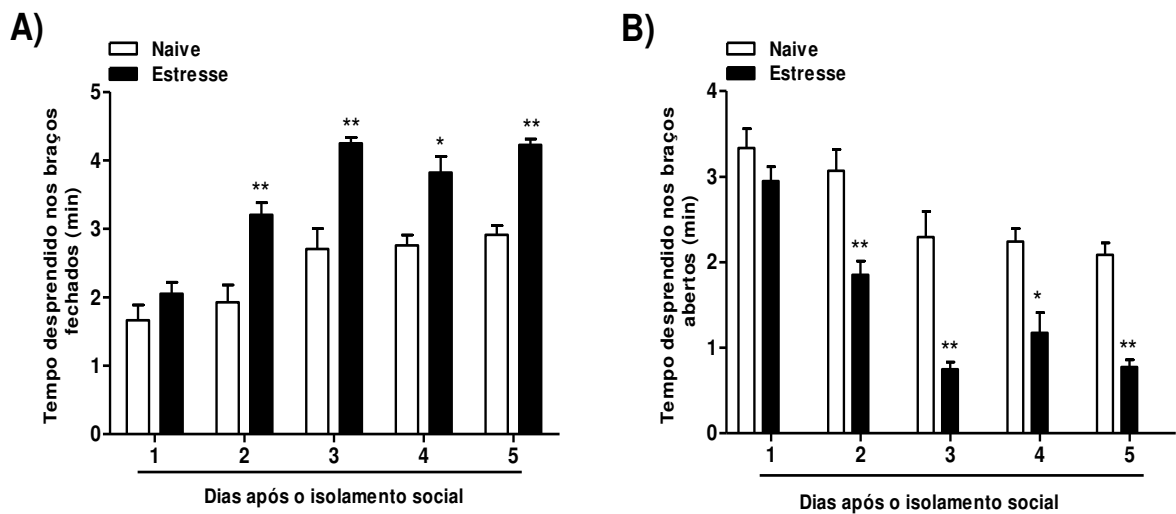 A)
Naive
Estresse
Tempo desprendido nos braços
fechados (min)
5
4
3
2
1
0
**
**
*
**
1 2 3 4 5
Dias após o isolamento social
B)
Naive
Estresse
Tempo desprendido nos braços
abertos (min)
4
3
2
1
0
**
**
*
**
1 2 3 4 5
Dias após o isolamento social